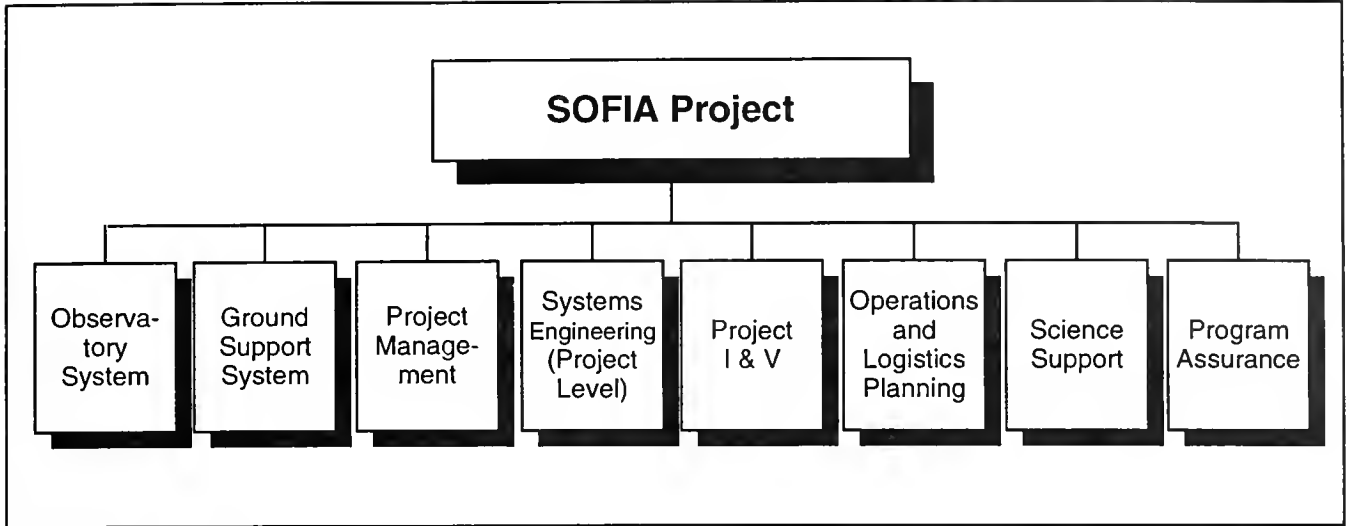 SOFIA Project
Observa-
tory
System
Ground
Support
System
Project
Manage-
ment
Systems
Engineering
(Project
Level)
Project
I & V
Operations
and
Logistics
Planning
Science
Support
Program
Assurance